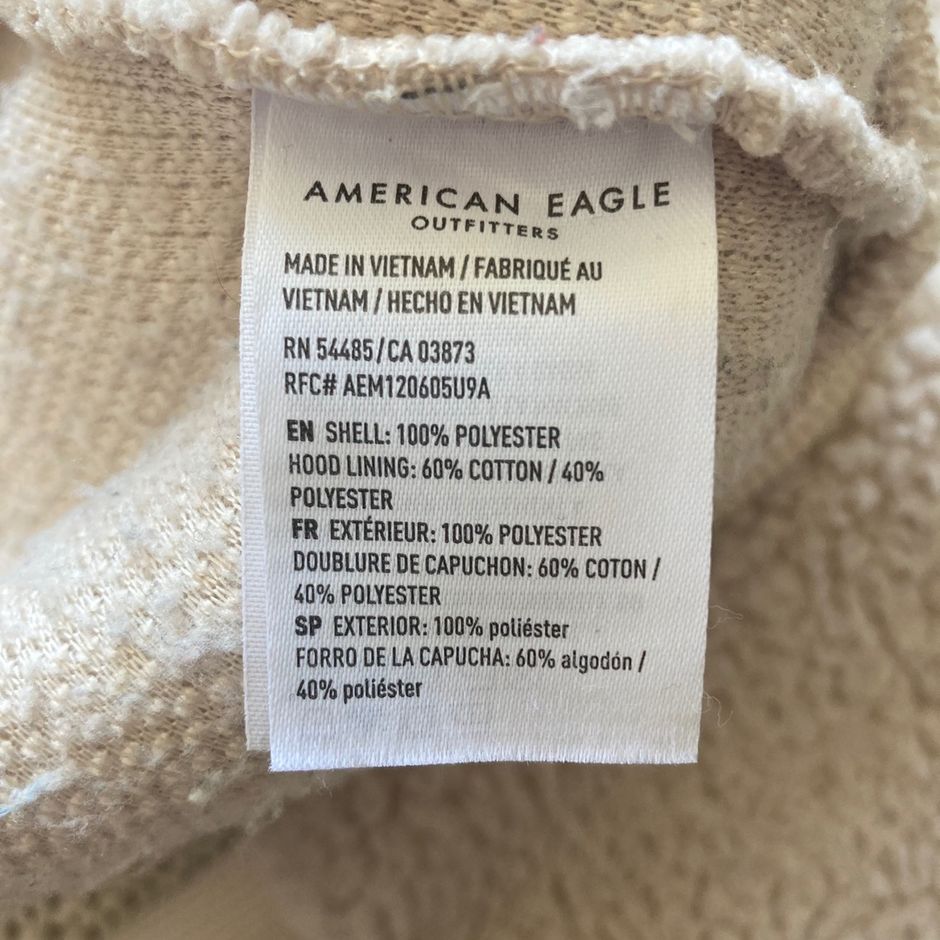 AMERICAN EAGLE
OUTFITTERS
MADE IN VIETNAM / FABRIQUÉ AU
VIETNAM / HECHO EN VIETNAM
RN 54485/CA 03873
RFC# AEM120605U9A
EN SHELL: 100% POLYESTER
HOOD LINING: 60% COTTON / 40%
POLYESTER
FR EXTÉRIEUR: 100% POLYESTER
DOUBLURE DE CAPUCHON: 60% COTON /
40% POLYESTER
SP EXTERIOR: 100% poliéster
FORRO DE LA CAPUCHA: 60% algodón /
40% poliéster